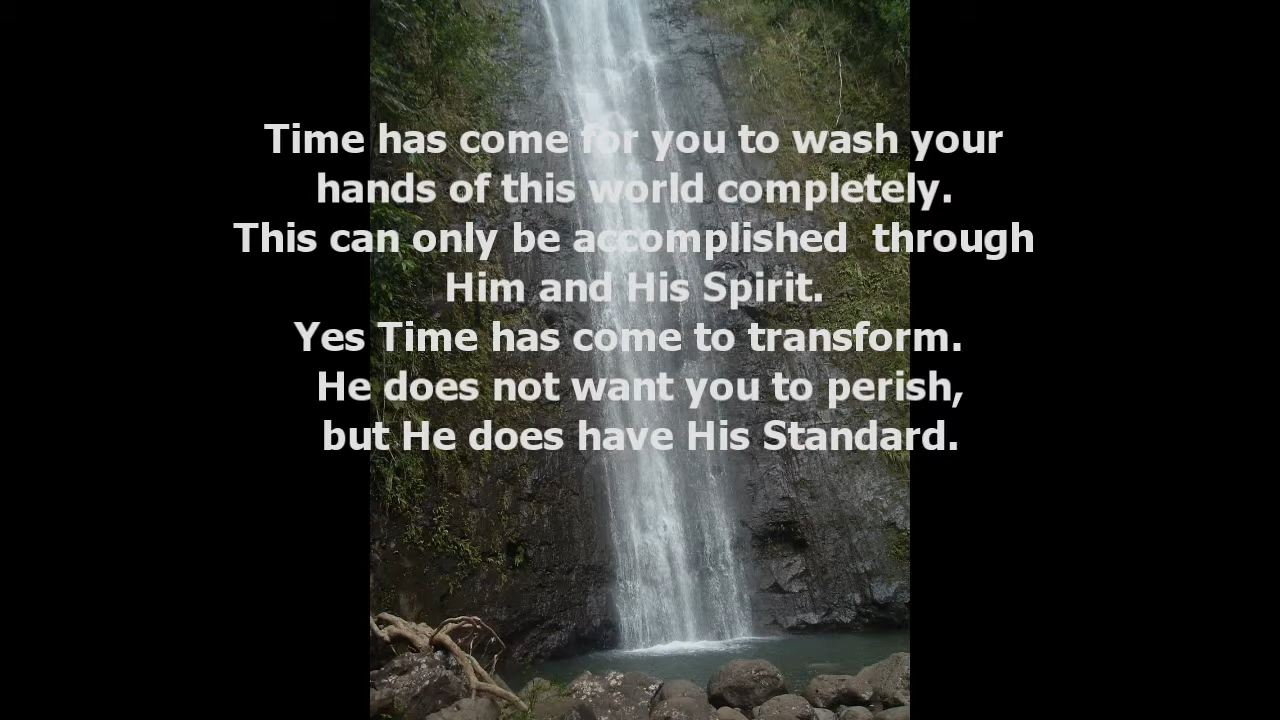 Time has come for you to wash your
hands of this world completely.
This can only be accomplished  through
Him and His Spirit.
Yes Time has come to transform.
He does not want you to perish,
but He does have His Standard.